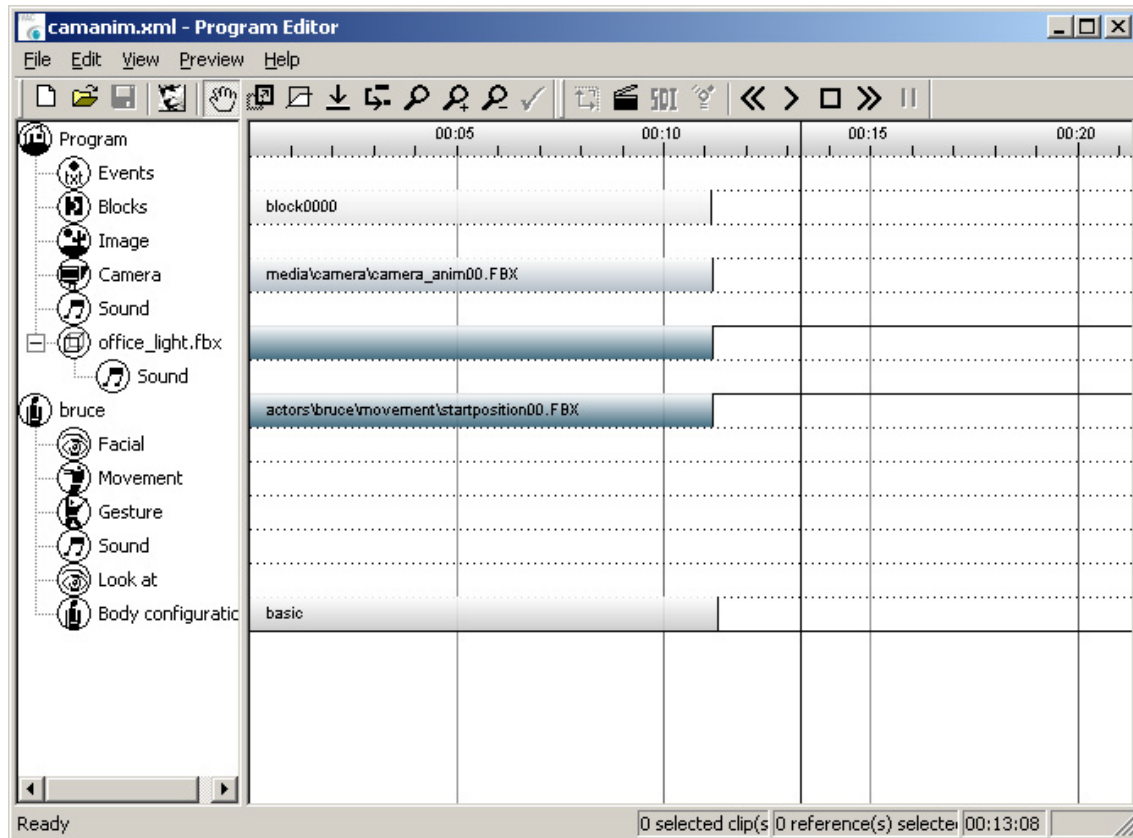 camanim.xml - Program Editor
File Edit View Preview Help
SDI
00:05 00:10 00:15 00:20
Program
Events
Blocks
block0000
Image
Camera
media\camera\camera_anim00.FBX
Sound
office_light.fbx
Sound
bruce
actors\bruce\movement\startposition00.FBX
Facial
Movement
Gesture
Sound
Look at
Body configuratic
basic
Ready
0 selected clip(s
0 reference(s) selecte
00:13:08